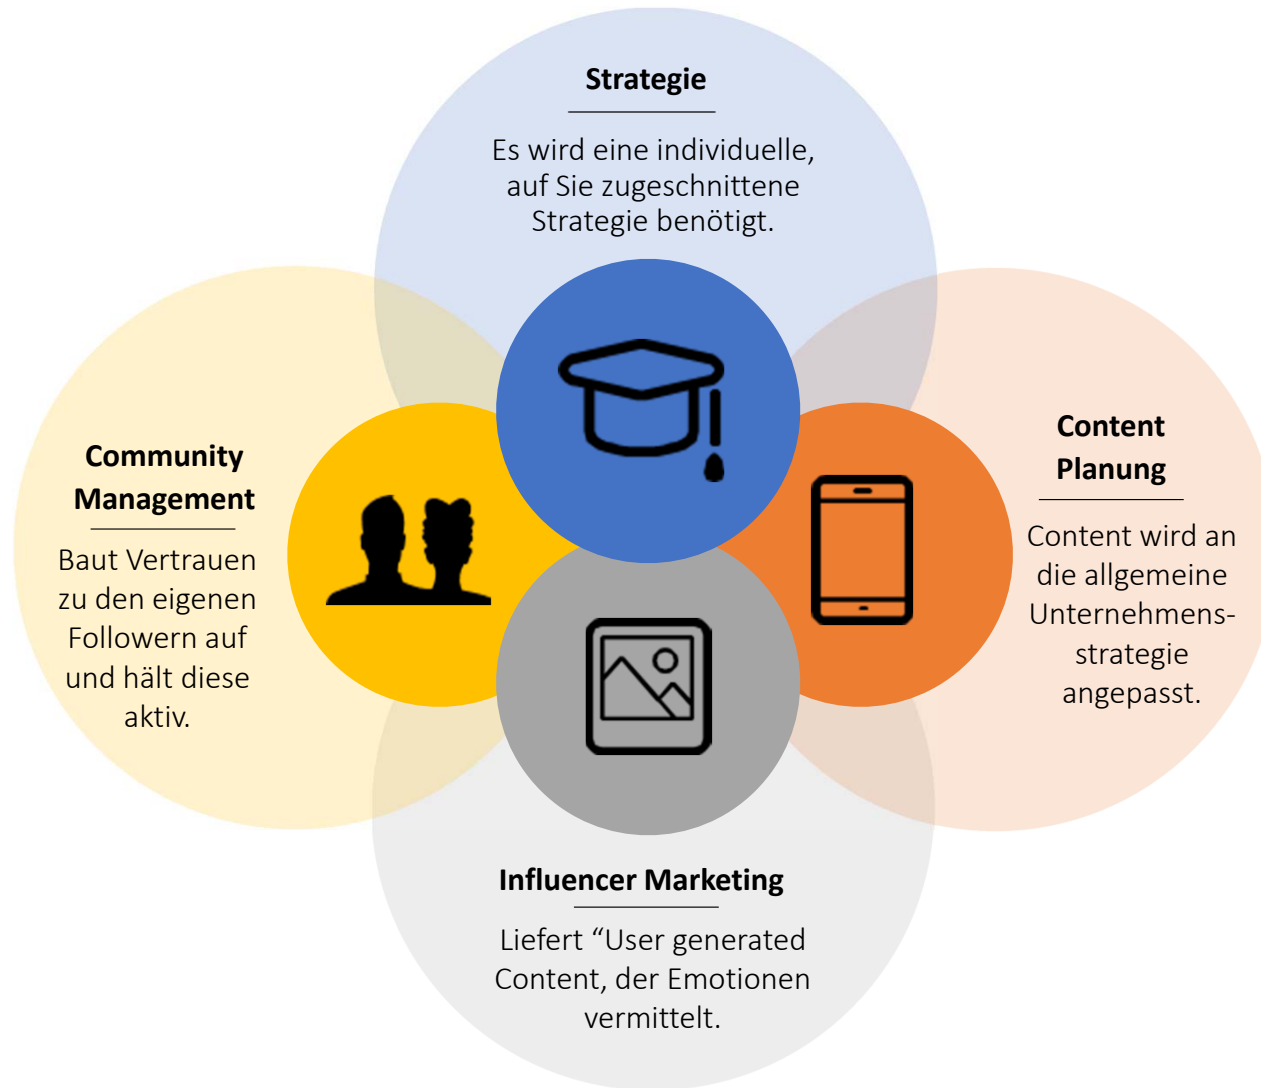 Strategie
Es wird eine individuelle,
auf Sie zugeschnittene
Strategie benötigt.
Community
Management
Baut Vertrauen
zu den eigenen
Followern auf
und hält diese
aktiv.
Content
Planung
Content wird an
die allgemeine
Unternehmens-
strategie
angepasst.
Influencer Marketing
Liefert “User generated
Content, der Emotionen
vermittelt.